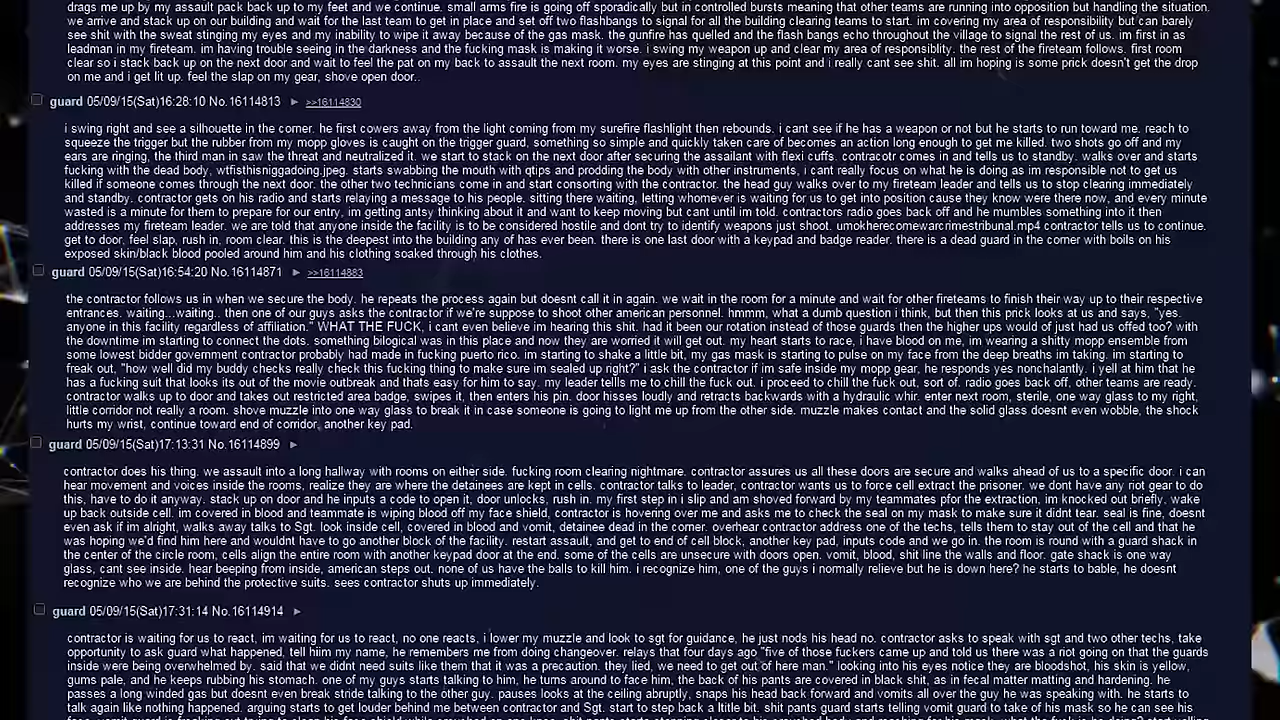 drags me up by my assault pack back up to my feet and we continue. small arms fire is going off sporadically but in controlled bursts meaning that other teams are running into opposition but handling the situation.
we arrive and stack up on our building and wait for the last team to get in place and set off two flashbangs to signal for all the building clearing teams to start. im covering my area of responsibility but can barely
see shit with the sweat stinging my eyes and my inability to wipe it away because of the gas mask. the gunfire has quelled and the flash bangs echo throughout the village to signal the rest of us. im first in as
leadman in my fireteam. im having trouble seeing in the darkness and the fucking mask is making it worse. i swing my weapon up and clear my area of responsiblity. the rest of the fireteam follows. first room
clear so i stack back up on the next door and wait to feel the pat on my back to assault the next room. my eyes are stinging at this point and i really cant see shit. all im hoping is some prick doesn't get the drop
on me and i get lit up. feel the slap on my gear, shove open door..
guard 05/09/15(Sat)16:28:10 No.16114813 ► >>16114830
i swing right and see a silhouette in the corner. he first cowers away from the light coming from my surefire flashlight then rebounds. i cant see if he has a weapon or not but he starts to run toward me. reach to
squeeze the trigger but the rubber from my mopp gloves is caught on the trigger guard, something so simple and quickly taken care of becomes an action long enough to get me killed. two shots go off and my
ears are ringing, the third man in saw the threat and neutralized it. we start to stack on the next door after securing the assailant with flexi cuffs. contracotr comes in and tells us to standby. walks over and starts
fucking with the dead body, wtfisthisniggadoing.jpeg. starts swabbing the mouth with qtips and prodding the body with other instruments, i cant really focus on what he is doing as im responsible not to get us
killed if someone comes through the next door. the other two technicians come in and start consorting with the contractor. the head guy walks over to my fireteam leader and tells us to stop clearing immediately
and standby. contractor gets on his radio and starts relaying a message to his people. sitting there waiting, letting whomever is waiting for us to get into position cause they know were there now, and every minute
wasted is a minute for them to prepare for our entry, im getting antsy thinking about it and want to keep moving but cant until im told. contractors radio goes back off and he mumbles something into it then
addresses my fireteam leader. we are told that anyone inside the facility is to be considered hostile and dont try to identify weapons just shoot. umokherecomewarcrimestribunal.mp4 contractor tells us to continue.
get to door, feel slap, rush in, room clear. this is the deepest into the building any of has ever been. there is one last door with a keypad and badge reader. there is a dead guard in the corner with boils on his
exposed skin/black blood pooled around him and his clothing soaked through his clothes.
guard 05/09/15(Sat)16:54:20 No.16114871 ► >>16114883
the contractor follows us in when we secure the body. he repeats the process again but doesnt call it in again. we wait in the room for a minute and wait for other fireteams to finish their way up to their respective
entrances. waiting...waiting.. then one of our guys asks the contractor if we're suppose to shoot other american personnel. hmmm, what a dumb question i think, but then this prick looks at us and says, "yes.
anyone in this facility regardless of affiliation." WHAT THE FUCK, i cant even believe im hearing this shit. had it been our rotation instead of those guards then the higher ups would of just had us offed too? with
the downtime im starting to connect the dots. something bilogical was in this place and now they are worried it will get out. my heart starts to race, i have blood on me, im wearing a shitty mopp ensemble from
some lowest bidder government contractor probably had made in fucking puerto rico. im starting to shake a little bit, my gas mask is starting to pulse on my face from the deep breaths im taking. im starting to
freak out, "how well did my buddy checks really check this fucking thing to make sure im sealed up right?" i ask the contractor if im safe inside my mopp gear, he responds yes nonchalantly. i yell at him that he
has a fucking suit that looks its out of the movie outbreak and thats easy for him to say. my leader tellls me to chill the fuck out. i proceed to chill the fuck out, sort of. radio goes back off, other teams are ready.
contractor walks up to door and takes out restricted area badge, swipes it, then enters his pin. door hisses loudly and retracts backwards with a hydraulic whir. enter next room, sterile, one way glass to my right,
little corridor not really a room. shove muzzle into one way glass to break it in case someone is going to light me up from the other side. muzzle makes contact and the solid glass doesnt even wobble, the shock
hurts my wrist, continue toward end of corridor, another key pad.
guard 05/09/15(Sat)17:13:31 No.16114899 ►
contractor does his thing. we assault into a long hallway with rooms on either side. fucking room clearing nightmare. contractor assures us all these doors are secure and walks ahead of us to a specific door. i can
hear movement and voices inside the rooms, realize they are where the detainees are kept in cells. contractor talks to leader, contractor wants us to force cell extract the prisoner. we dont have any riot gear to do
this, have to do it anyway. stack up on door and he inputs a code to open it, door unlocks, rush in. my first step in i slip and am shoved forward by my teammates pfor the extraction, im knocked out briefly. wake
up back outside cell. im covered in blood and teammate is wiping blood off my face shield, contractor is hovering over me and asks me to check the seal on my mask to make sure it didnt tear. seal is fine, doesnt
even ask if im alright, walks away talks to Sgt. look inside cell, covered in blood and vomit, detainee dead in the corner. overhear contractor address one of the techs, tells them to stay out of the cell and that he
was hoping we'd find him here and wouldnt have to go another block of the facility. restart assault, and get to end of cell block, another key pad, inputs code and we go in. the room is round with a guard shack in
the center of the circle room, cells align the entire room with another keypad door at the end. some of the cells are unsecure with doors open. vomit, blood, shit line the walls and floor. gate shack is one way
glass, cant see inside. hear beeping from inside, american steps out. none of us have the balls to kill him. i recognize him, one of the guys i normally relieve but he is down here? he starts to bable, he doesnt
recognize who we are behind the protective suits. sees contractor shuts up immediately.
guard 05/09/15(Sat)17:31:14 No.16114914 ►
contractor is waiting for us to react, im waiting for us to react, no one reacts, i lower my muzzle and look to sgt for guidance, he just nods his head no. contractor asks to speak with sgt and two other techs, take
opportunity to ask guard what happened, tell hiim my name, he remembers me from doing changeover. relays that four days ago "five of those fuckers came up and told us there was a riot going on that the guards
inside were being overwhelmed by. said that we didnt need suits like them that it was a precaution. they lied, we need to get out of here man." looking into his eyes notice they are bloodshot, his skin is yellow,
gums pale, and he keeps rubbing his stomach. one of my guys starts talking to him, he turns around to face him, the back of his pants are covered in black shit, as in fecal matter matting and hardening. he
passes a long winded gas but doesnt even break stride talking to the other guy. pauses looks at the ceiling abruptly, snaps his head back forward and vomits all over the guy he was speaking with. he starts to
talk again like nothing happened. arguing starts to get louder behind me between contractor and Sgt. start to step back a lttle bit. shit pants guard starts telling vomit guard to take of his mask so he can see his